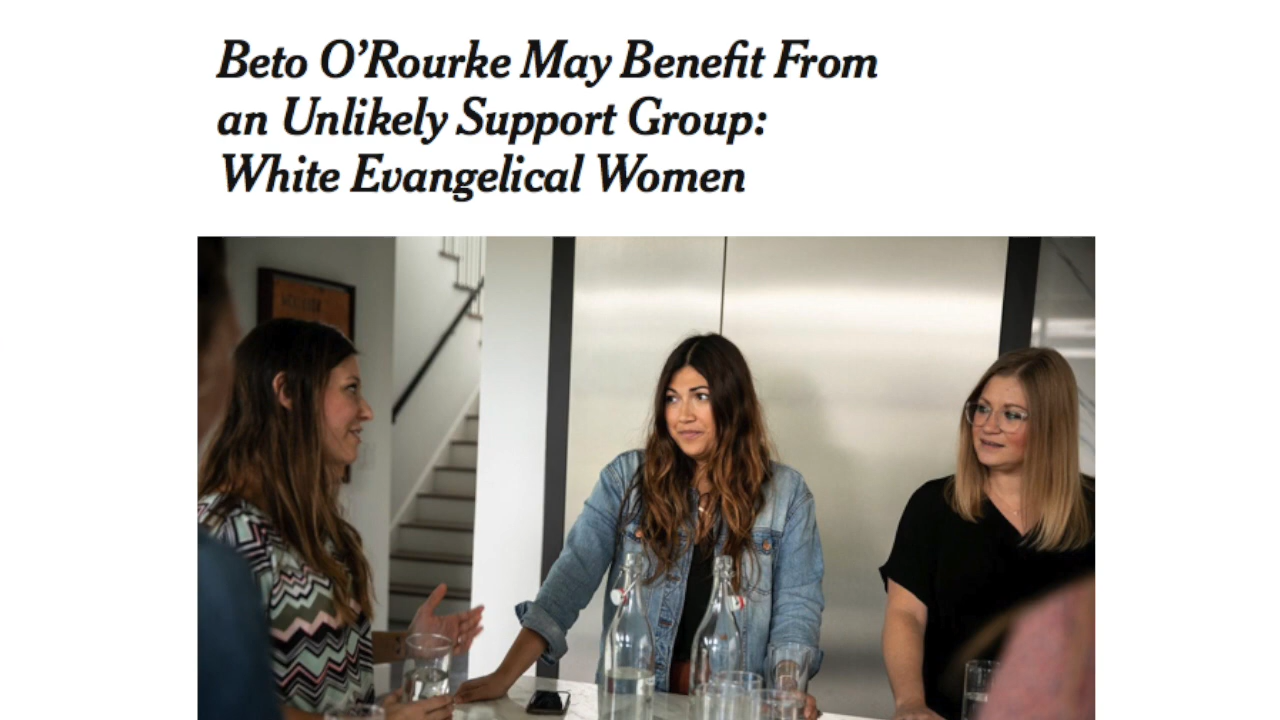 Beto O’Rourke May Benefit From
an Unlikely Support Group:
White Evangelical Women